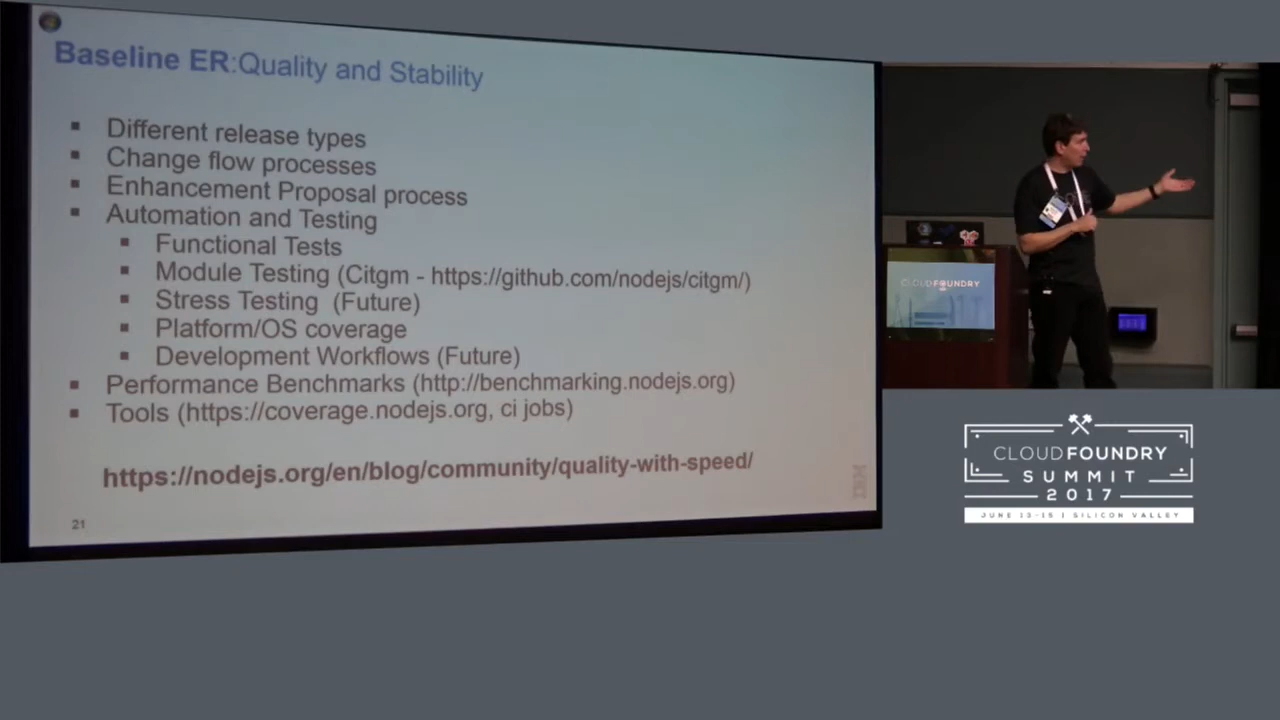 Baseline ER:Quality and Stability
Different release types
Change flow processes
Enhancement Proposal process
Automation and Testing
Functional Tests
Module Testing (Citgm - https://github.com/nodejs/citgm/)
Stress Testing (Future)
Platform/OS coverage
Development Workflows (Future)
Performance Benchmarks (http://benchmarking.nodejs.org)
Tools (https://coverage.nodejs.org, ci jobs)
https://nodejs.org/en/blog/community/quality-with-speed/
IBM
21
CLOUD FOUNDRY
CLOUDFOUNDRY
SUMMIT
2017
JUNE 13-15 | SILICON VALLEY